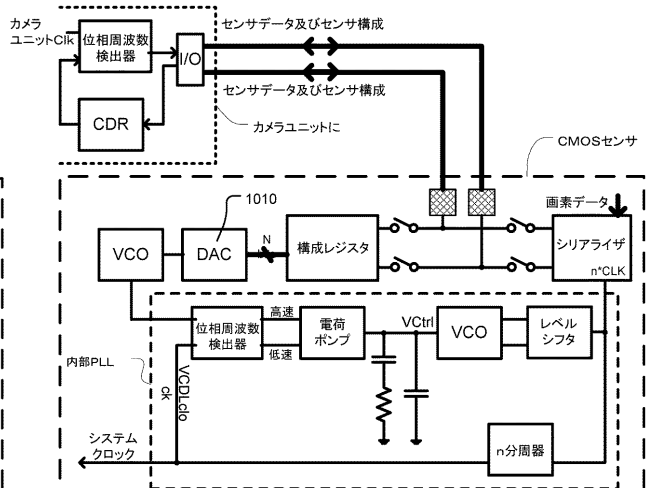 カメラ
ユニットClk
位相周波数
検出器
I/O
CDR
センサデータ及びセンサ構成
センサデータ及びセンサ構成
カメラユニットに
CMOSセンサ
1010
画素データ
VCO
DAC
N
構成レジスタ
シリアライザ
n*CLK
位相周波数
検出器
高速
低速
電荷
ポンプ
VCtrl
VCO
レベル
シフタ
内部PLL
VCDLclo
ck
システム
クロック
n分周器